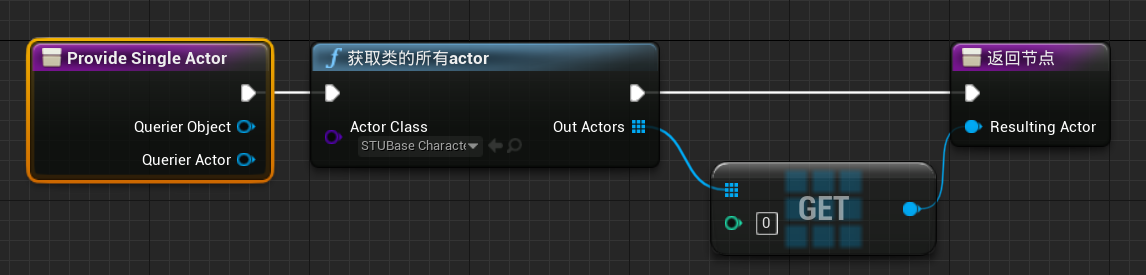 Provide Single Actor
获取类的所有actor
返回节点
Querier Object
Actor Class
Out Actors
Resulting Actor
STUBase Characte
Querier Actor
0
GET